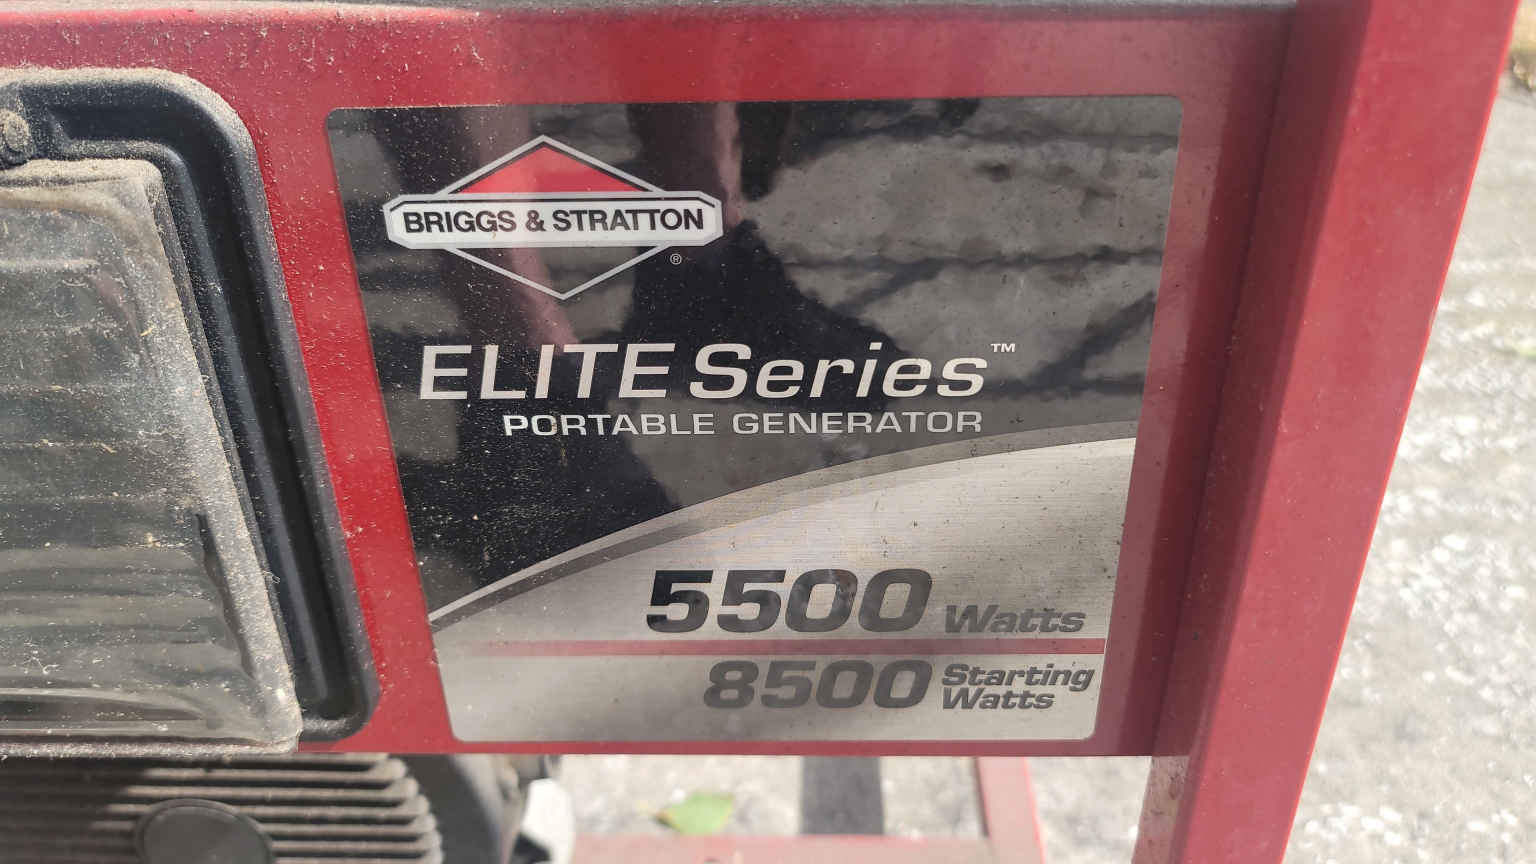 BRIGGS & STRATTON
®
ELITE Series™
PORTABLE GENERATOR
5500 Watts
8500 Starting
Watts